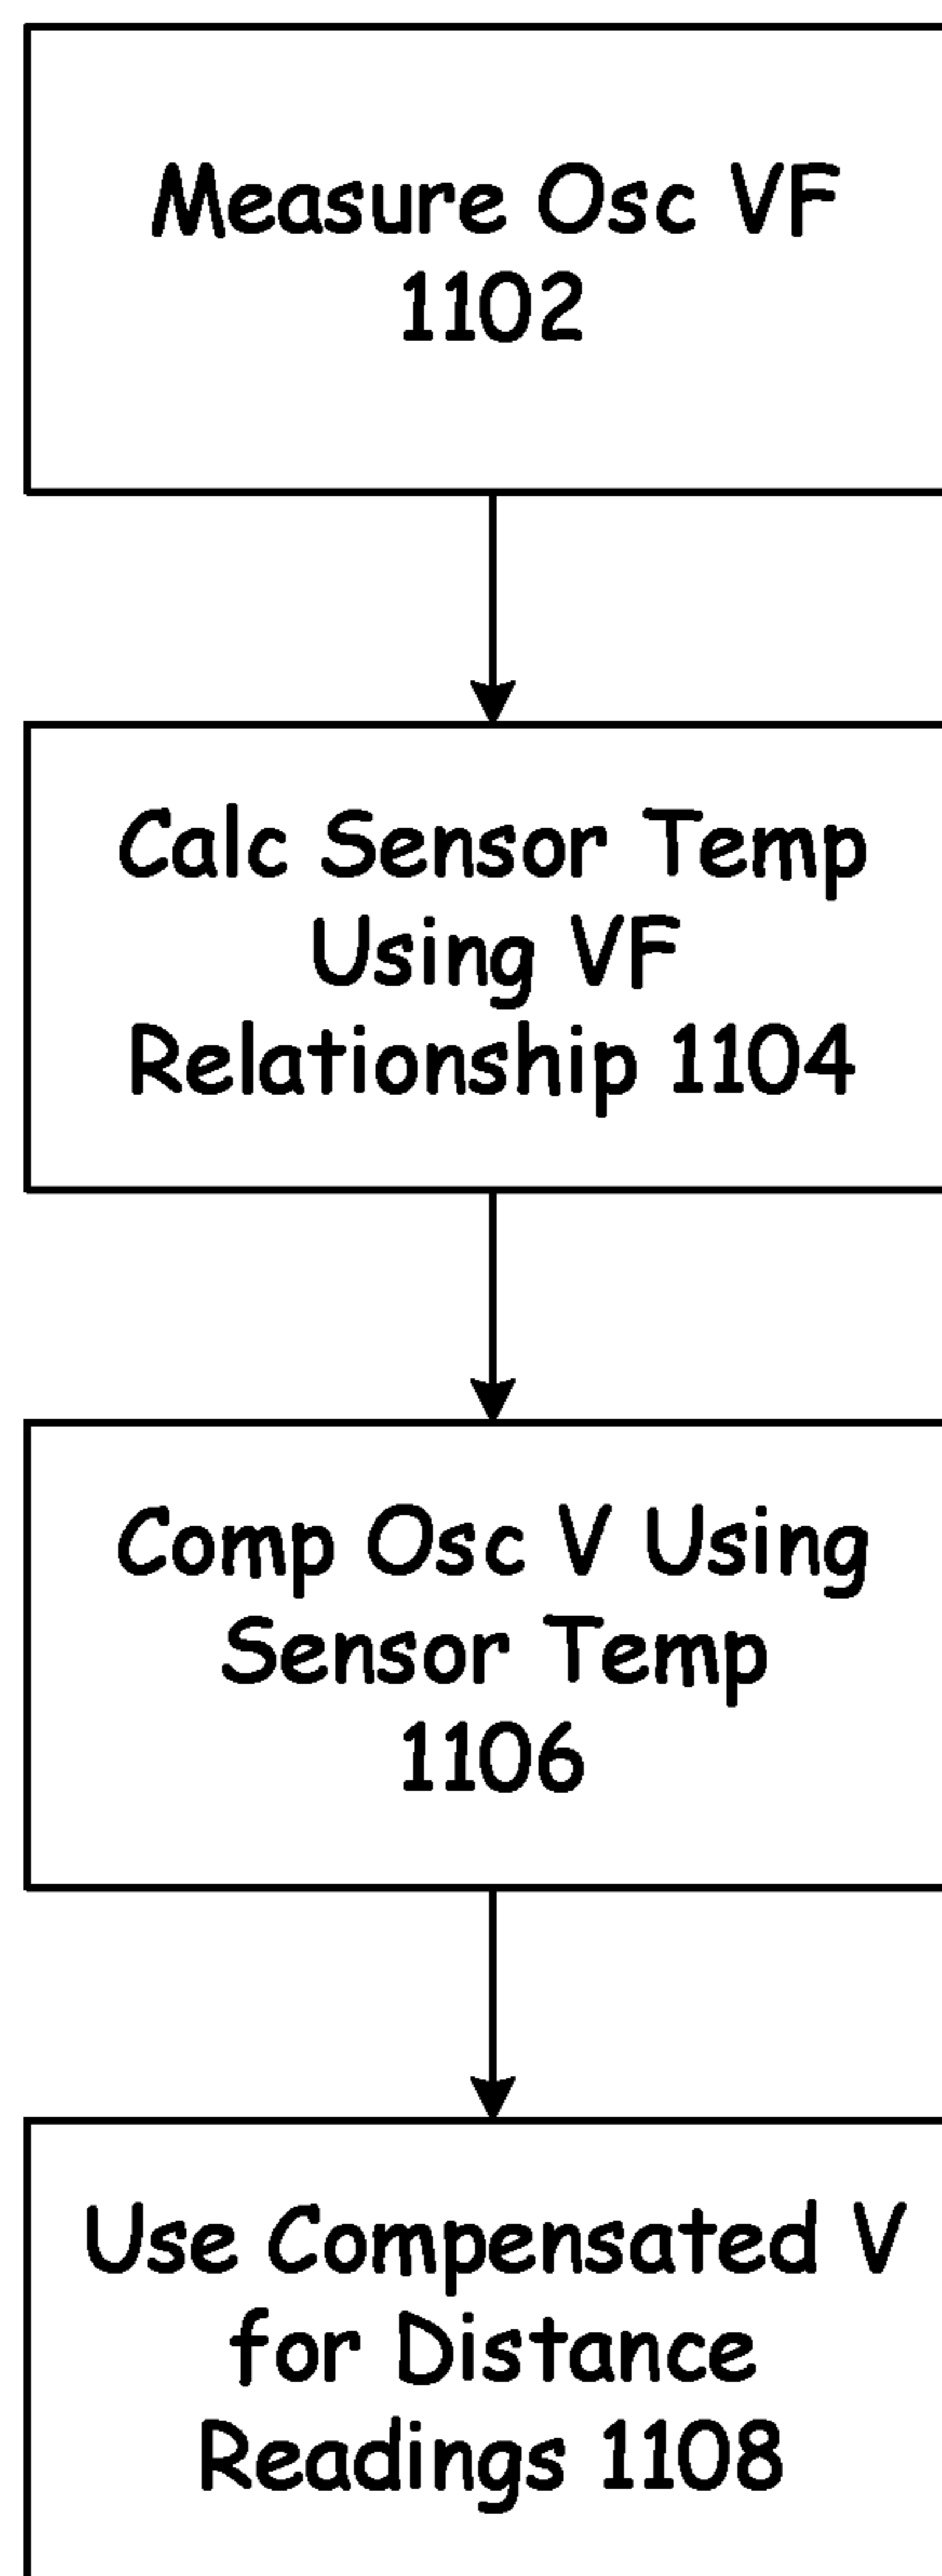 Measure Osc VF
1102
Calc Sensor Temp
Using VF
Relationship 1104
Comp Osc V Using
Sensor Temp
1106
Use Compensated V
for Distance
Readings 1108